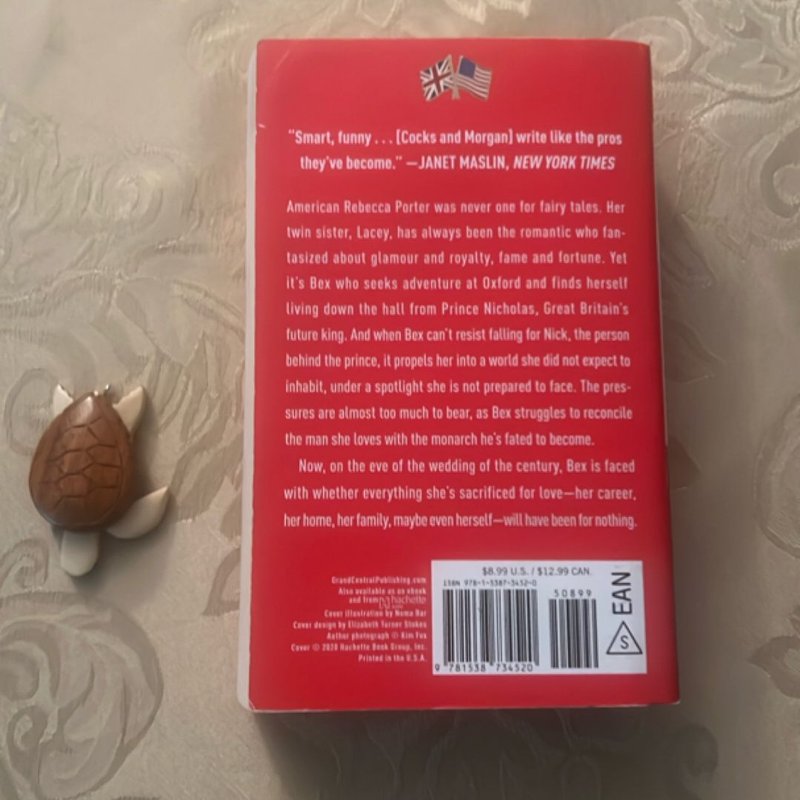 "Smart, funny . . . [Cocks and Morgan] write like the pros
they've become." —JANET MASLIN, NEW YORK TIMES
American Rebecca Porter was never one for fairy tales. Her
twin sister, Lacey, has always been the romantic who fan-
tasized about glamour and royalty, fame and fortune. Yet
it's Bex who seeks adventure at Oxford and finds herself
living down the hall from Prince Nicholas, Great Britain's
future king. And when Bex can't resist falling for Nick, the person
behind the prince, it propels her into a world she did not expect to
inhabit, under a spotlight she is not prepared to face. The pres-
sures are almost too much to bear, as Bex struggles to reconcile
the man she loves with the monarch he's fated to become.
Now, on the eve of the wedding of the century, Bex is faced
with whether everything she's sacrificed for love—her career,
her home, her family, maybe even herself—will have been for nothing.
GrandCentralPublishing.com
Also available as an ebook
and from hachette
Cover illustration by Noma Bar
Cover design by Elizabeth Turner Stokes
Author photograph © Kim Fox
Cover © 2020 Hachette Book Group, Inc.
Printed in the U.S.A.
$8.99 U.S. / $12.99 CAN.
ISBN 978-1-5387-3452-0
50899
9 781538 734520
EAN
S